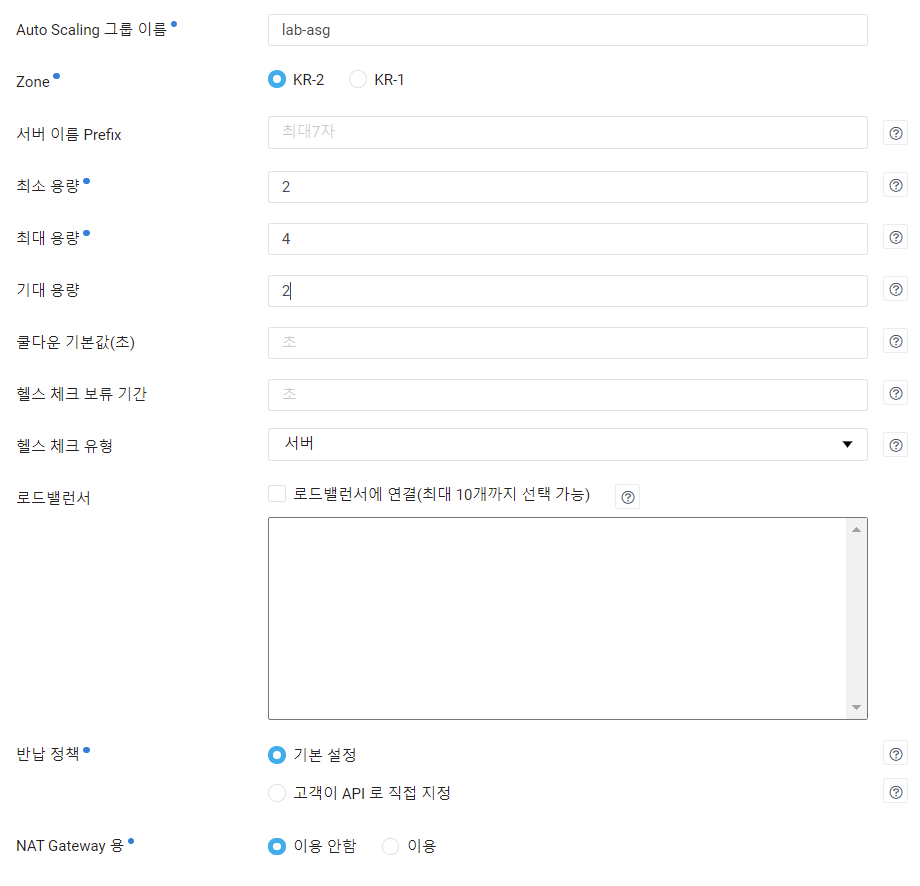 Auto Scaling 그룹 이름
lab-asg
Zone
KR-2 KR-1
서버 이름 Prefix
최대7자
최소 용량
2
최대 용량
4
기대 용량
2
쿨다운 기본값(초)
초
헬스 체크 보류 기간
초
헬스 체크 유형
서버
로드밸런서
로드밸런서에 연결(최대 10개까지 선택 가능)
반납 정책
기본 설정
고객이 API 로 직접 지정
NAT Gateway 용
이용 안함 이용